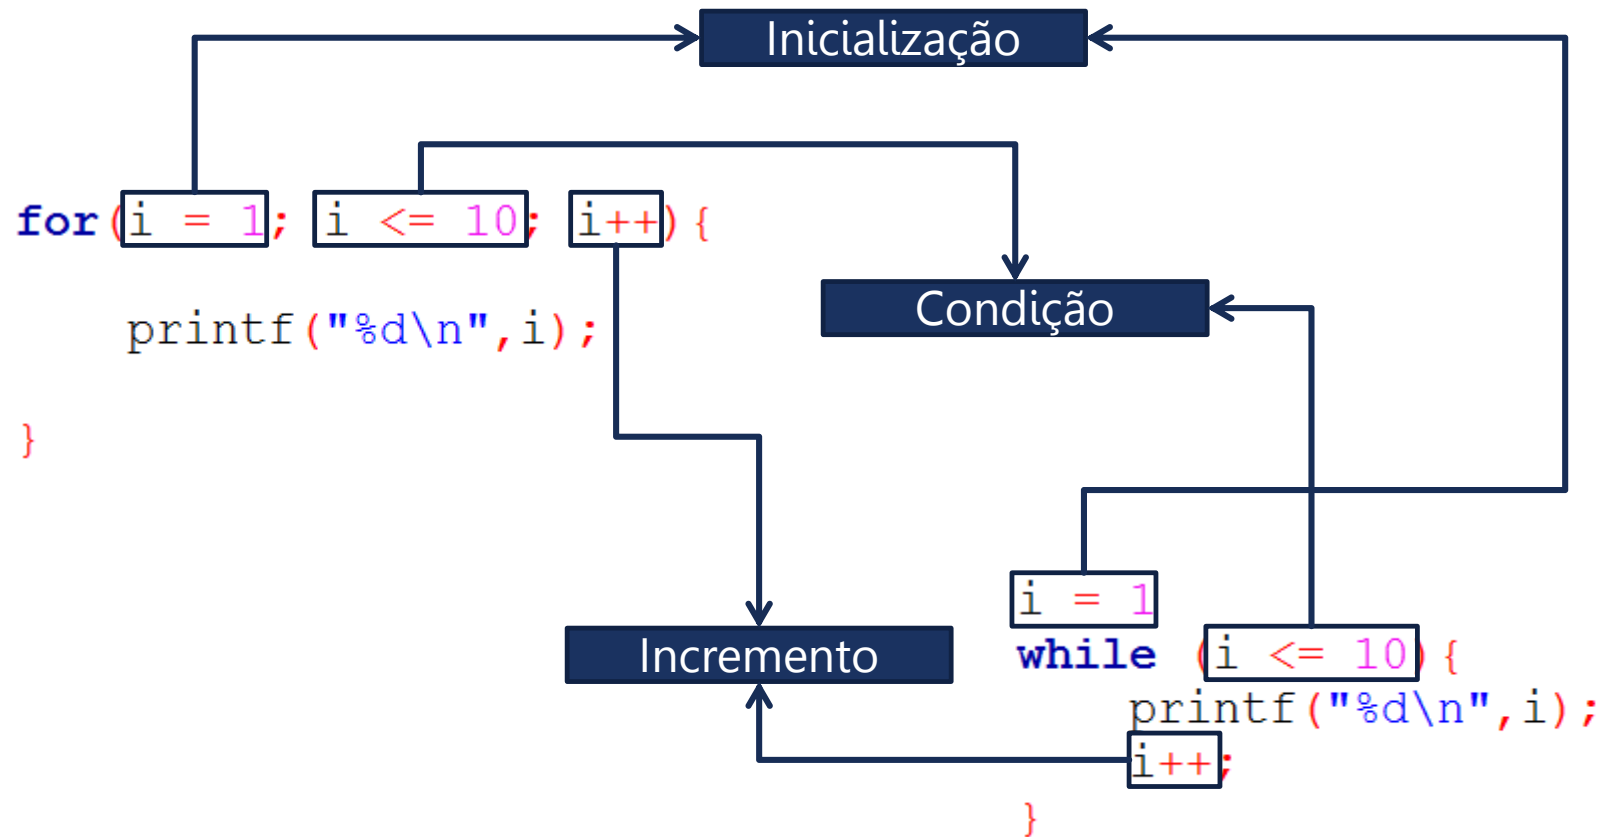 Inicialização
for(i = 1; i <= 10; i++){
Condição
printf("%d\n",i);
}
i = 1
Incremento
while (i <= 10){
printf("%d\n",i);
i++;
}